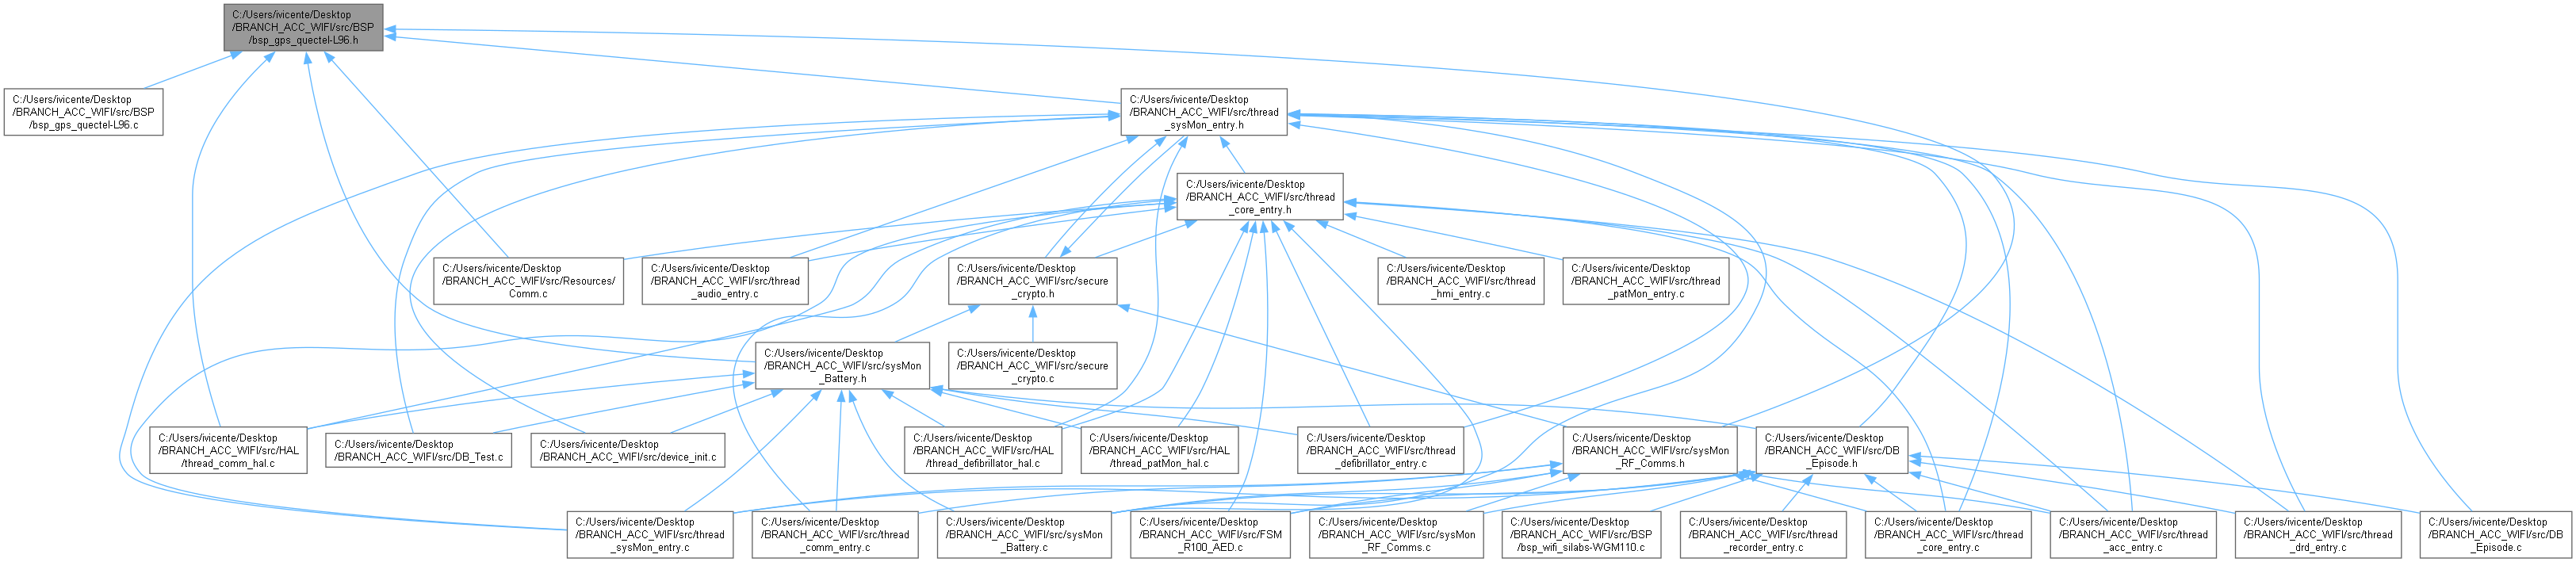 C:/Users/ivicente/Desktop
/BRANCH_ACC_WIFI/src/BSP
/bsp_gps_quectel-L96.h
C:/Users/ivicente/Desktop
/BRANCH_ACC_WIFI/src/BSP
/bsp_gps_quectel-L96.c
C:/Users/ivicente/Desktop
/BRANCH_ACC_WIFI/src/thread
_sysMon_entry.h
C:/Users/ivicente/Desktop
/BRANCH_ACC_WIFI/src/thread
_core_entry.h
C:/Users/ivicente/Desktop
/BRANCH_ACC_WIFI/src/Resources/
Comm.c
C:/Users/ivicente/Desktop
/BRANCH_ACC_WIFI/src/thread
_audio_entry.c
C:/Users/ivicente/Desktop
/BRANCH_ACC_WIFI/src/secure
_crypto.h
C:/Users/ivicente/Desktop
/BRANCH_ACC_WIFI/src/thread
_hmi_entry.c
C:/Users/ivicente/Desktop
/BRANCH_ACC_WIFI/src/thread
_patMon_entry.c
C:/Users/ivicente/Desktop
/BRANCH_ACC_WIFI/src/sysMon
_Battery.h
C:/Users/ivicente/Desktop
/BRANCH_ACC_WIFI/src/secure
_crypto.c
C:/Users/ivicente/Desktop
/BRANCH_ACC_WIFI/src/HAL
/thread_comm_hal.c
C:/Users/ivicente/Desktop
/BRANCH_ACC_WIFI/src/DB_Test.c
C:/Users/ivicente/Desktop
/BRANCH_ACC_WIFI/src/device_init.c
C:/Users/ivicente/Desktop
/BRANCH_ACC_WIFI/src/HAL
/thread_defibrillator_hal.c
C:/Users/ivicente/Desktop
/BRANCH_ACC_WIFI/src/HAL
/thread_patMon_hal.c
C:/Users/ivicente/Desktop
/BRANCH_ACC_WIFI/src/thread
_defibrillator_entry.c
C:/Users/ivicente/Desktop
/BRANCH_ACC_WIFI/src/sysMon
_RF_Comms.h
C:/Users/ivicente/Desktop
/BRANCH_ACC_WIFI/src/DB
_Episode.h
C:/Users/ivicente/Desktop
/BRANCH_ACC_WIFI/src/thread
_sysMon_entry.c
C:/Users/ivicente/Desktop
/BRANCH_ACC_WIFI/src/thread
_comm_entry.c
C:/Users/ivicente/Desktop
/BRANCH_ACC_WIFI/src/sysMon
_Battery.c
C:/Users/ivicente/Desktop
/BRANCH_ACC_WIFI/src/FSM
_R100_AED.c
C:/Users/ivicente/Desktop
/BRANCH_ACC_WIFI/src/sysMon
_RF_Comms.c
C:/Users/ivicente/Desktop
/BRANCH_ACC_WIFI/src/BSP
/bsp_wifi_silabs-WGM110.c
C:/Users/ivicente/Desktop
/BRANCH_ACC_WIFI/src/thread
_recorder_entry.c
C:/Users/ivicente/Desktop
/BRANCH_ACC_WIFI/src/thread
_core_entry.c
C:/Users/ivicente/Desktop
/BRANCH_ACC_WIFI/src/thread
_acc_entry.c
C:/Users/ivicente/Desktop
/BRANCH_ACC_WIFI/src/thread
_drd_entry.c
C:/Users/ivicente/Desktop
/BRANCH_ACC_WIFI/src/DB
_Episode.c